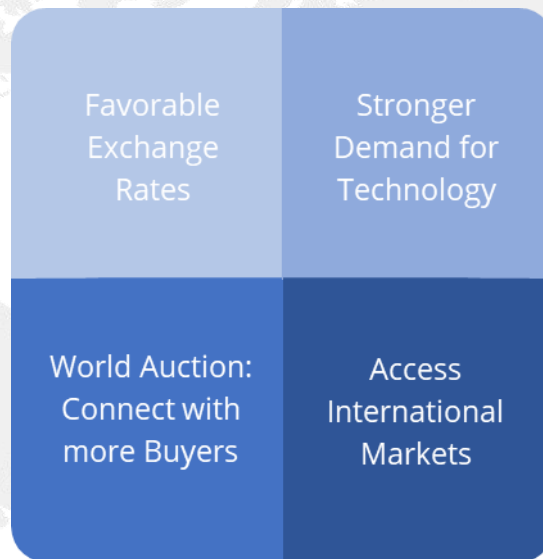 Favorable
Exchange
Rates
Stronger
Demand for
Technology
World Auction:
Connect with
more Buyers
Access
International
Markets